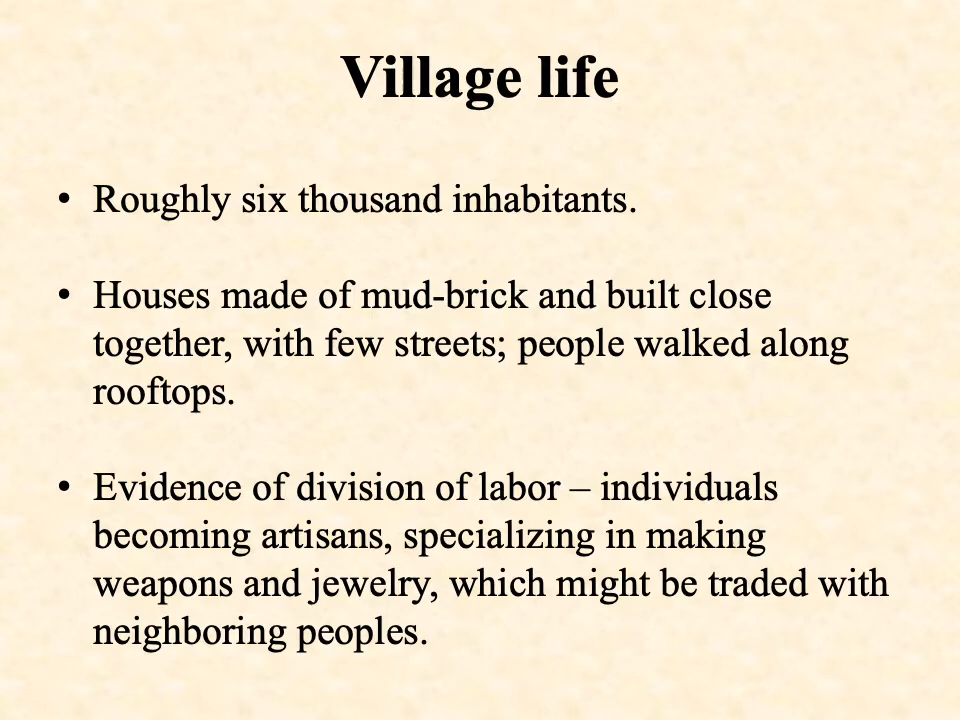 Village life
• Roughly six thousand inhabitants.
• Houses made of mud-brick and built close
together, with few streets; people walked along
rooftops.
• Evidence of division of labor – individuals
becoming artisans, specializing in making
weapons and jewelry, which might be traded with
neighboring peoples.